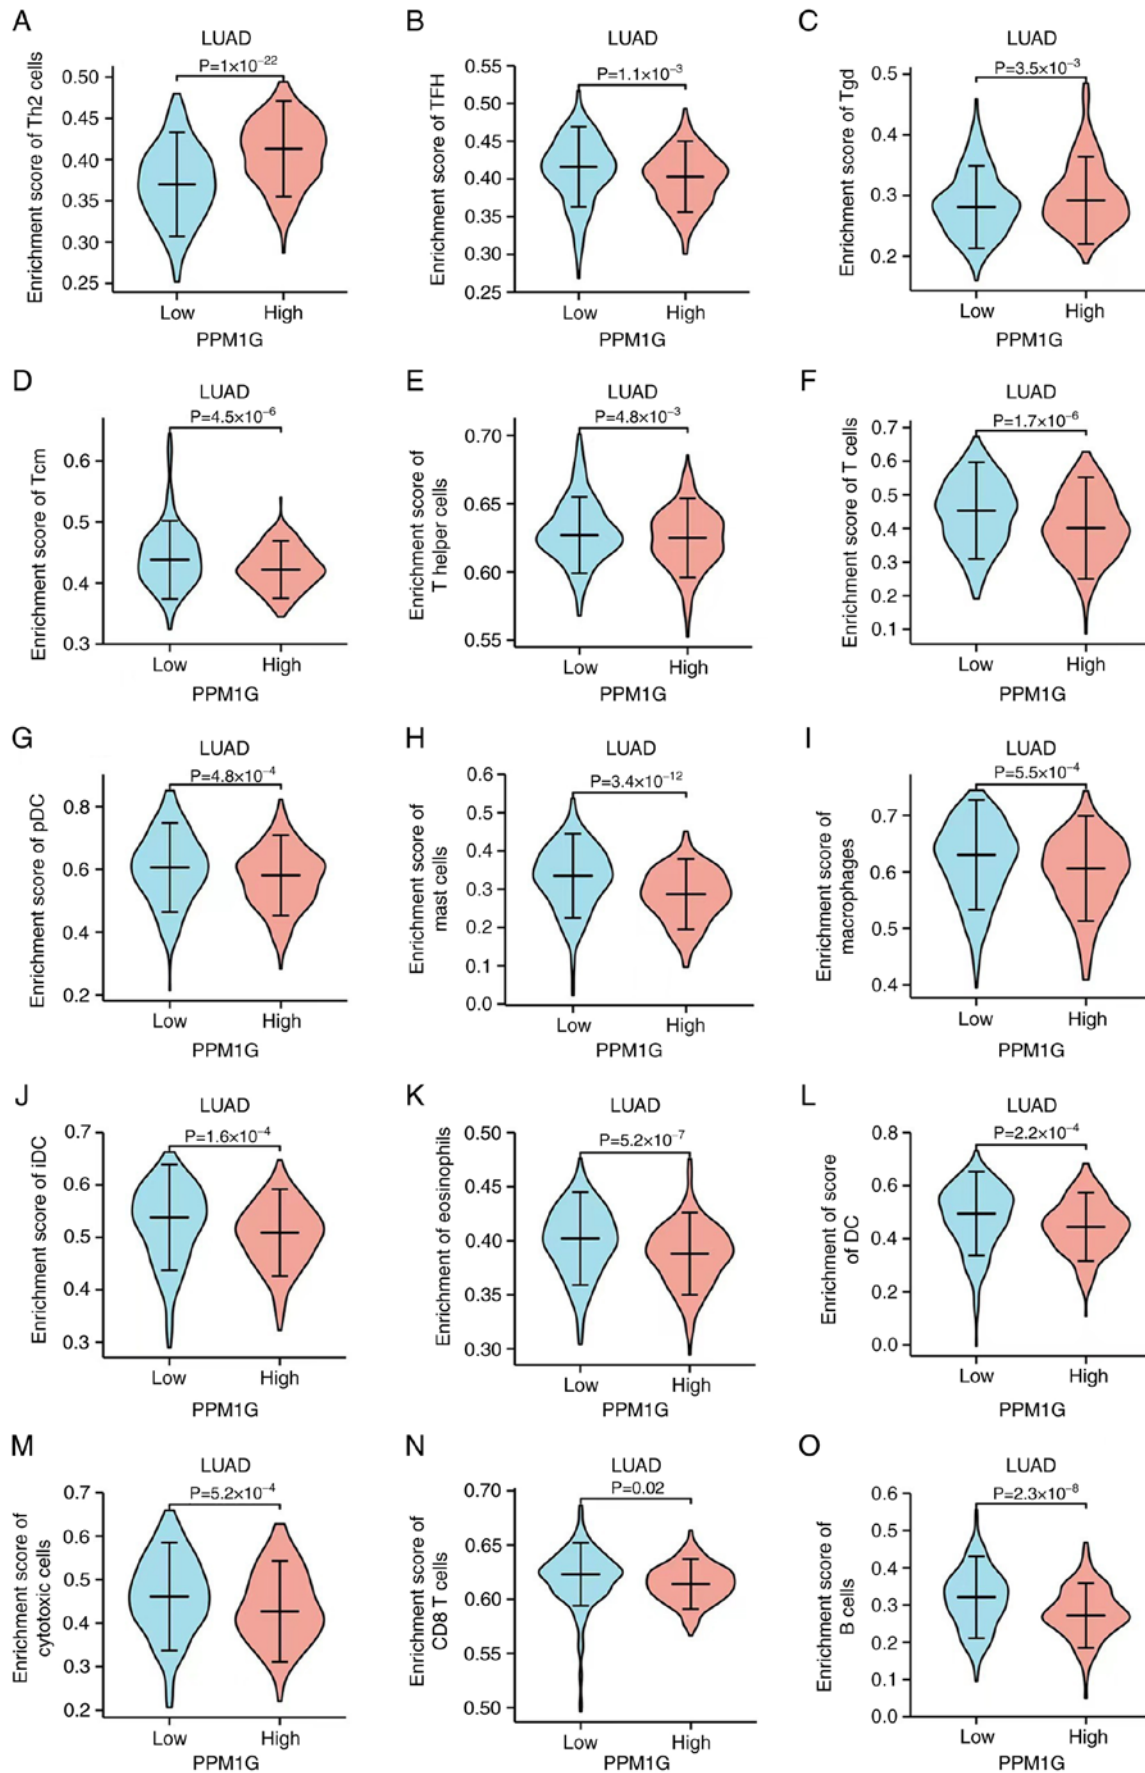 A
LUAD
P=1×10⁻²²
Enrichment score of Th2 cells
0.50
0.45
0.40
0.35
0.30
0.25
Low
High
PPM1G
B
LUAD
P=1.1×10⁻³
Enrichment score of TFH
0.55
0.50
0.45
0.40
0.35
0.30
0.25
Low
High
PPM1G
C
LUAD
P=3.5×10⁻³
Enrichment score of Tgd
0.5
0.4
0.3
0.2
Low
High
PPM1G
D
LUAD
P=4.5×10⁻⁶
Enrichment score of Tcm
0.6
0.5
0.4
0.3
Low
High
PPM1G
E
LUAD
P=4.8×10⁻³
Enrichment score of
T helper cells
0.70
0.65
0.60
0.55
Low
High
PPM1G
F
LUAD
P=1.7×10⁻⁶
Enrichment score of T cells
0.7
0.6
0.5
0.4
0.3
0.2
0.1
Low
High
PPM1G
G
LUAD
P=4.8×10⁻⁴
Enrichment score of pDC
0.8
0.6
0.4
0.2
Low
High
PPM1G
H
LUAD
P=3.4×10⁻¹²
Enrichment score of
mast cells
0.6
0.5
0.4
0.3
0.2
0.1
0.0
Low
High
PPM1G
I
LUAD
P=5.5×10⁻⁴
Enrichment score of
macrophages
0.7
0.6
0.5
0.4
Low
High
PPM1G
J
LUAD
P=1.6×10⁻⁴
Enrichment score of iDC
0.7
0.6
0.5
0.4
0.3
Low
High
PPM1G
K
LUAD
P=5.2×10⁻⁷
Enrichment of eosinophils
0.50
0.45
0.40
0.35
0.30
Low
High
PPM1G
L
LUAD
P=2.2×10⁻⁴
Enrichment of score
of DC
0.8
0.6
0.4
0.2
0.0
Low
High
PPM1G
M
LUAD
P=5.2×10⁻⁴
Enrichment score of
cytotoxic cells
0.7
0.6
0.5
0.4
0.3
0.2
Low
High
PPM1G
N
LUAD
P=0.02
Enrichment score of
CD8 T cells
0.70
0.65
0.60
0.55
0.50
Low
High
PPM1G
O
LUAD
P=2.3×10⁻⁸
Enrichment score of
B cells
0.6
0.5
0.4
0.3
0.2
0.1
0.0
Low
High
PPM1G